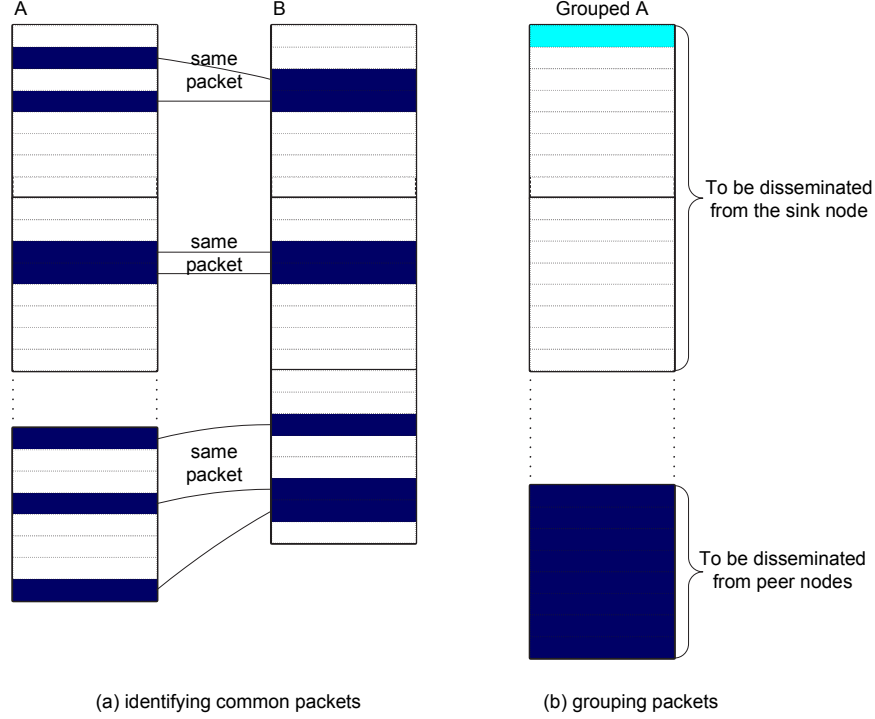 A
B
Grouped A
same
packet
To be disseminated
from the sink node
same
packet
same
packet
To be disseminated
from peer nodes
(a) identifying common packets
(b) grouping packets